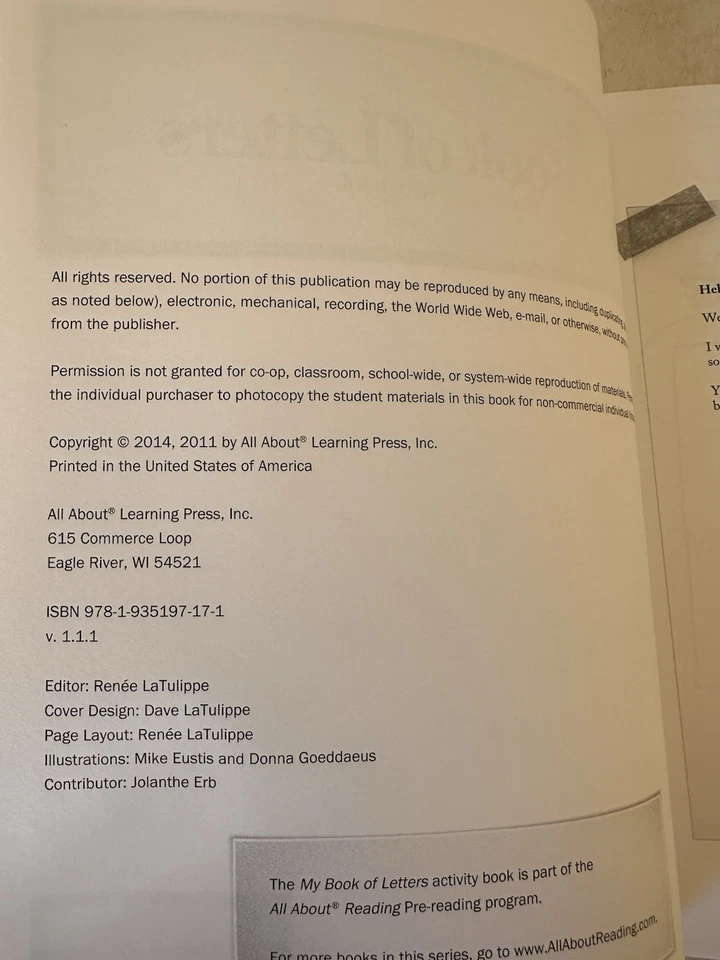 All rights reserved. No portion of this publication may be reproduced by any means, including duplicating
as noted below), electronic, mechanical, recording, the World Wide Web, e-mail, or otherwise, without
from the publisher.
Permission is not granted for co-op, classroom, school-wide, or system-wide reproduction of materials.
the individual purchaser to photocopy the student materials in this book for non-commercial individual
Copyright © 2014, 2011 by All About® Learning Press, Inc.
Printed in the United States of America
All About® Learning Press, Inc.
615 Commerce Loop
Eagle River, WI 54521
ISBN 978-1-935197-17-1
v. 1.1.1
Editor: Renée LaTulippe
Cover Design: Dave LaTulippe
Page Layout: Renée LaTulippe
Illustrations: Mike Eustis and Donna Goeddaeus
Contributor: Jolanthe Erb
The My Book of Letters activity book is part of the
All About® Reading Pre-reading program.
For more books in this series, go to www.AllAboutReading.com.